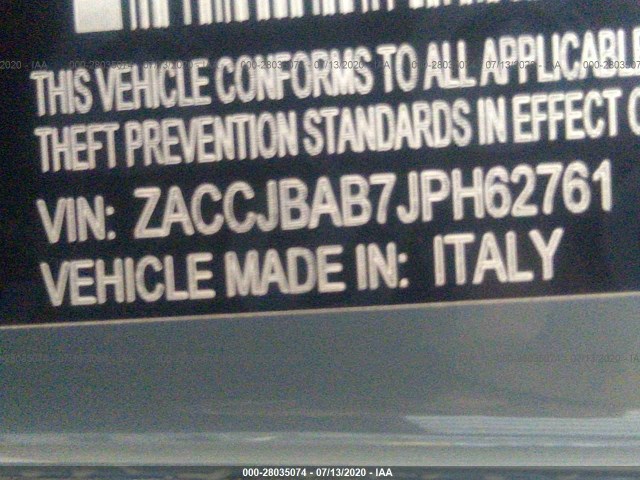 THIS VEHICLE CONFORMS TO ALL APPLICABLE
THEFT PREVENTION STANDARDS IN EFFECT
VIN: ZACCJBAB7JPH62761
VEHICLE MADE IN: ITALY
000-28035074 - 07/13/2020 - IAA